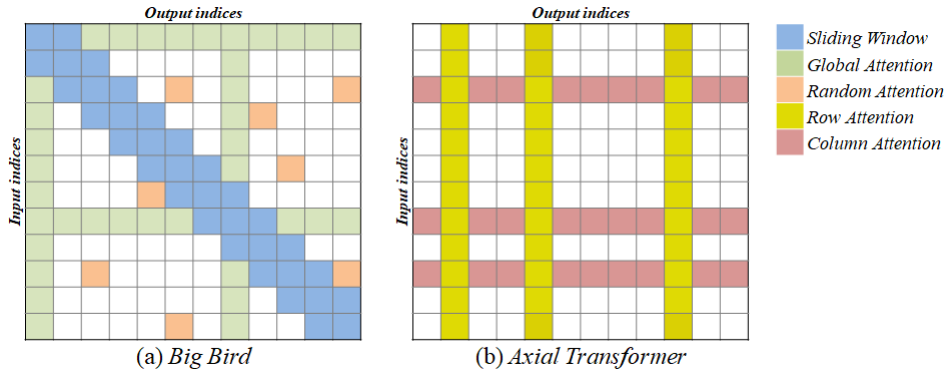 Output indices
Input indices
(a) Big Bird
Output indices
Input indices
(b) Axial Transformer
Sliding Window
Global Attention
Random Attention
Row Attention
Column Attention